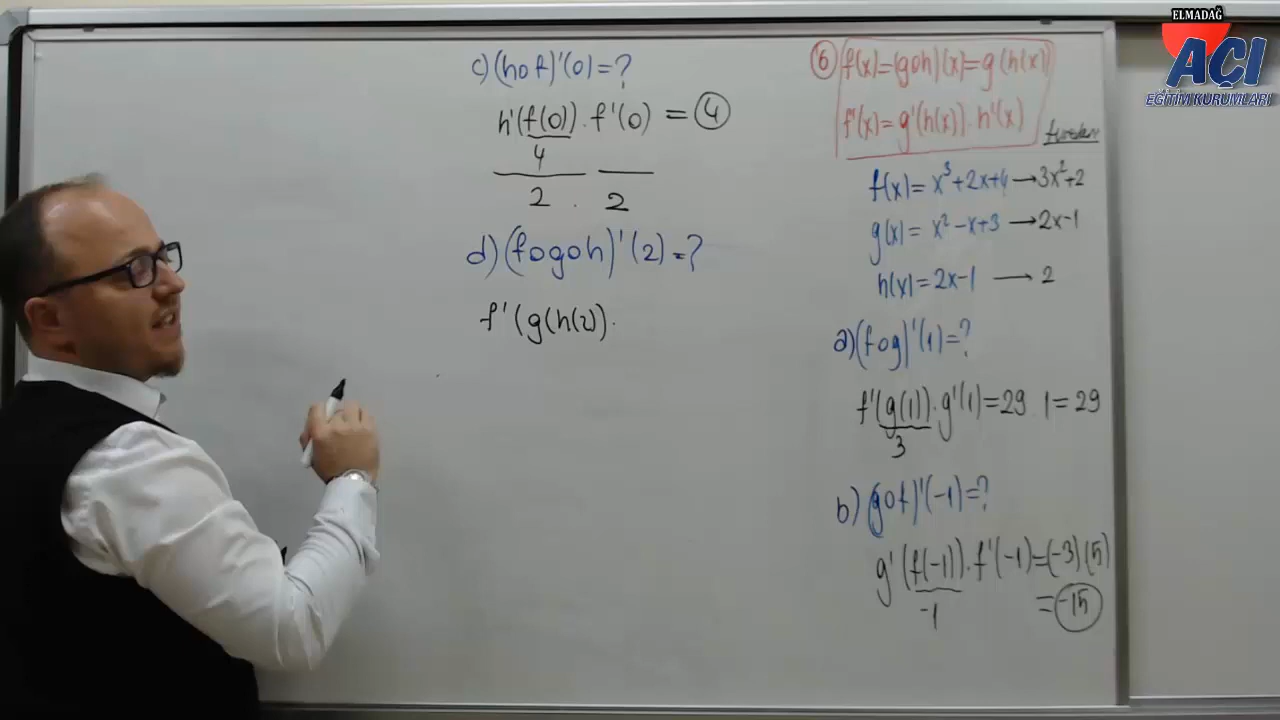 ELMADAĞ
AÇI
EĞİTİM KURUMLARI
c) (hof)'(0)=?
h'(f(0)). f'(0) = 4
4
2 . 2
d) (fogoh)'(2)=?
f'(g(h(2)).
6 f(x)=(goh)(x)=g(h(x))
f'(x)=g'(h(x)). h'(x)
f(x)= x³+2x+4→3x²+2
g(x)= x²-x+3→2x-1
h(x)=2x-1 → 2
a) (fog)'(1)=?
f'(g(1)).g'(1)=29 . 1=29
3
b) (gof)'(-1)=?
g'(f(-1)). f'(-1)=(-3)(5)
-1 = -15